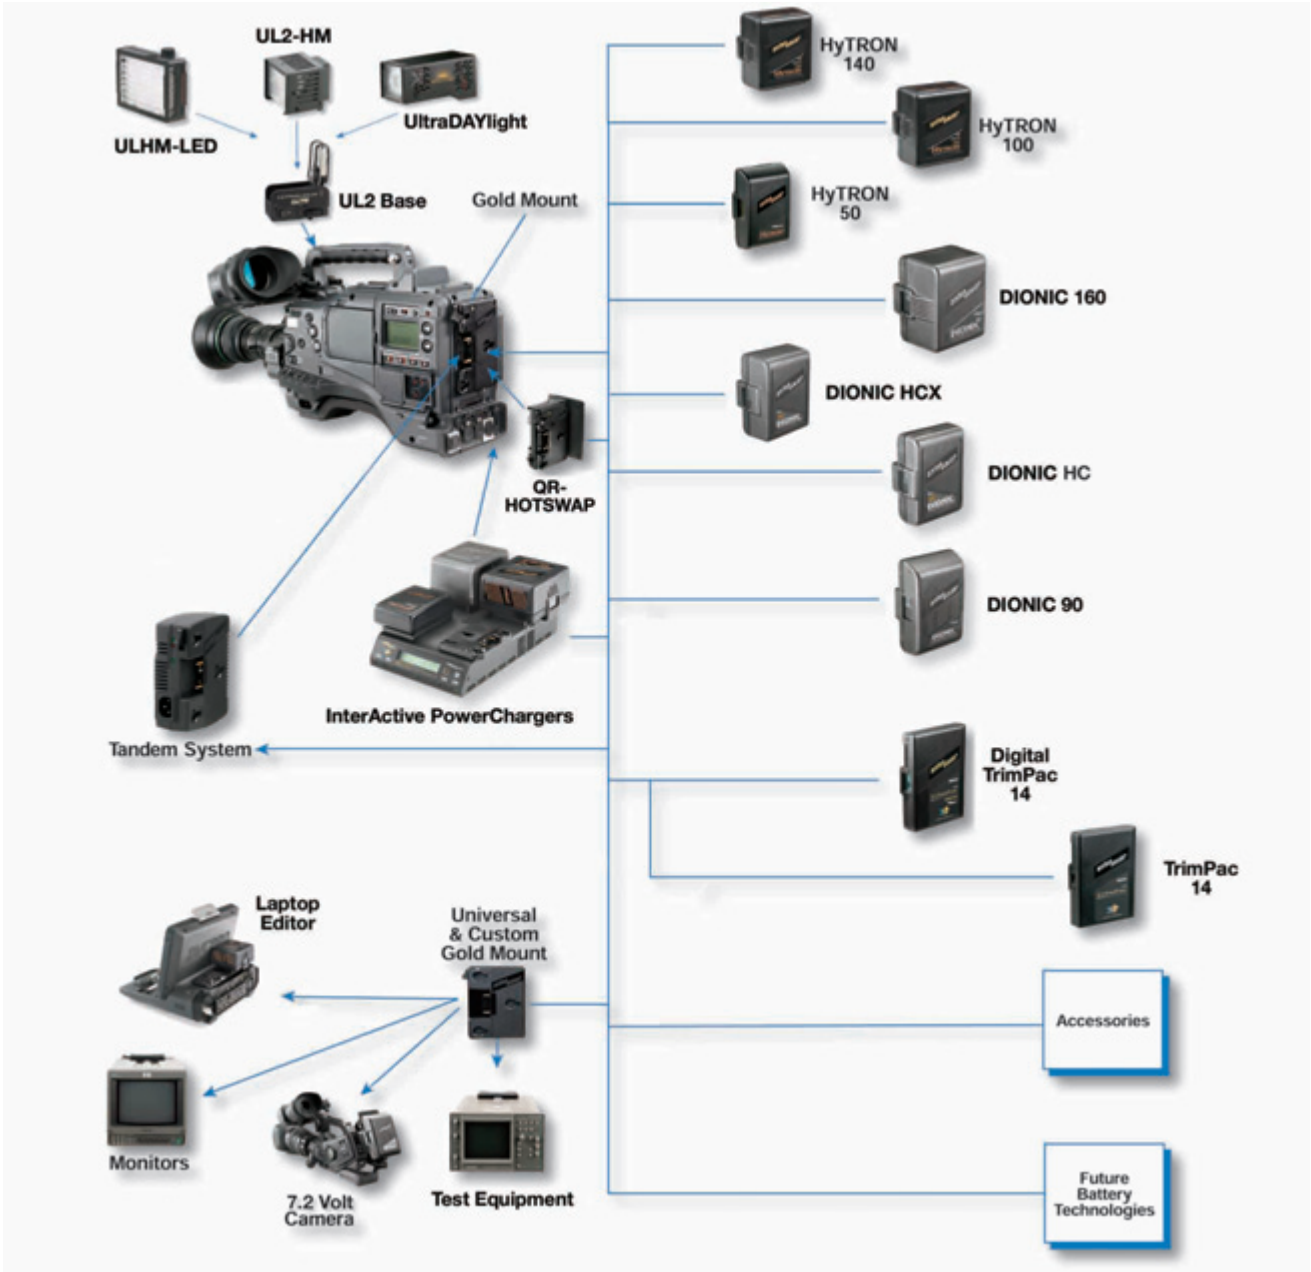 UL2-HM
ULHM-LED
UltraDAYlight
UL2 Base
Gold Mount
QR-
HOTSWAP
InterActive PowerChargers
Tandem System
HyTRON
140
HyTRON
100
HyTRON
50
DIONIC 160
DIONIC HCX
DIONIC HC
DIONIC 90
Digital
TrimPac
14
TrimPac
14
Laptop
Editor
Universal
& Custom
Gold Mount
Monitors
7.2 Volt
Camera
Test Equipment
Accessories
Future
Battery
Technologies